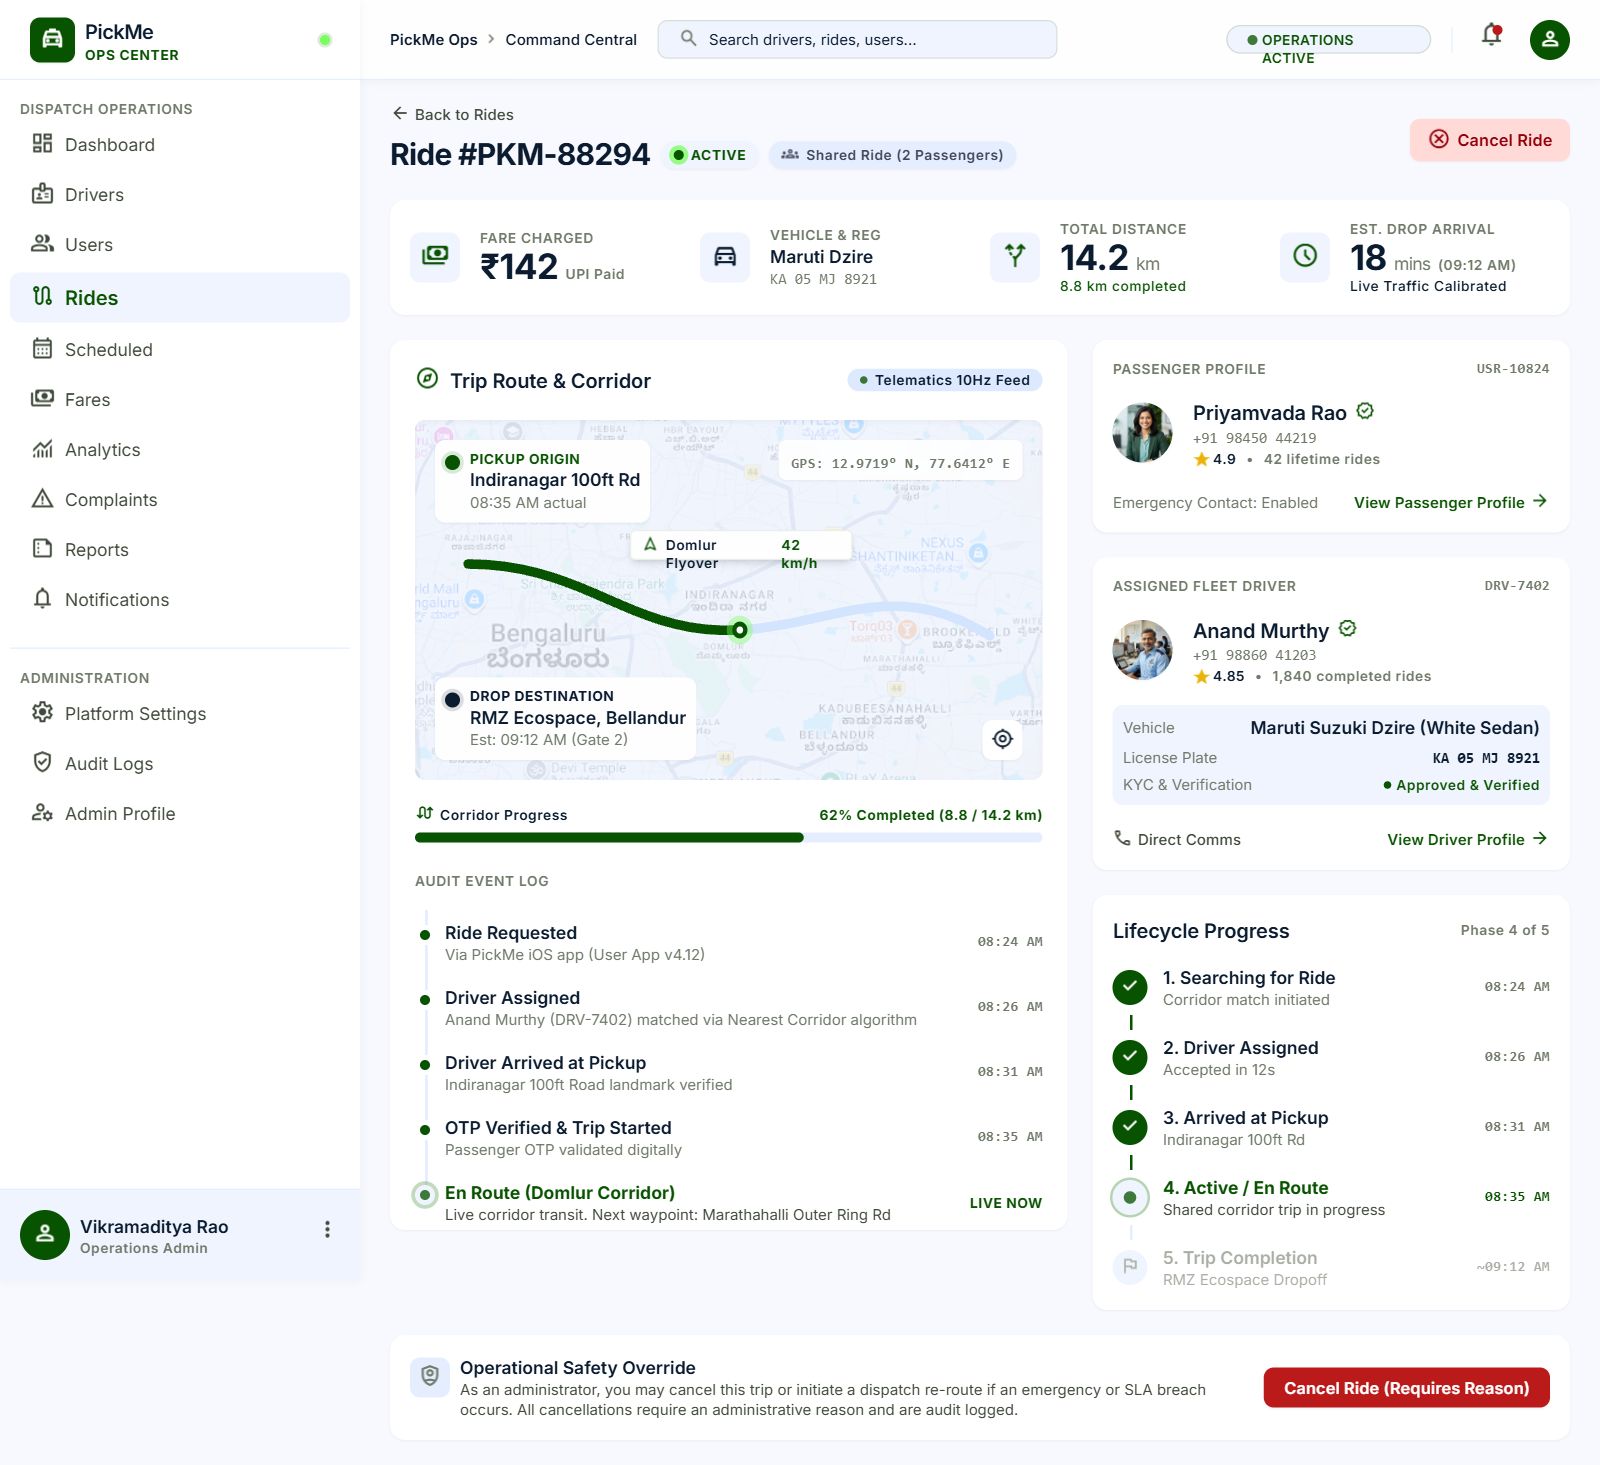 PickMe
OPS CENTER
PickMe Ops
Command Central
Search drivers, rides, users...
OPERATIONS
ACTIVE
DISPATCH OPERATIONS
Dashboard
Drivers
Users
Rides
Scheduled
Fares
Analytics
Complaints
Reports
Notifications
ADMINISTRATION
Platform Settings
Audit Logs
Admin Profile
Vikramaditya Rao
Operations Admin
Back to Rides
Ride #PKM-88294
ACTIVE
Shared Ride (2 Passengers)
Cancel Ride
FARE CHARGED
₹142 UPI Paid
VEHICLE & REG
Maruti Dzire
KA 05 MJ 8921
TOTAL DISTANCE
14.2 km
8.8 km completed
EST. DROP ARRIVAL
18 mins (09:12 AM)
Live Traffic Calibrated
Trip Route & Corridor
• Telematics 10Hz Feed
HEBBAL
HBR LAYOUT
PICKUP ORIGIN
Indiranagar 100ft Rd
08:35 AM actual
GPS: 12.9719° N, 77.6412° E
44
RAJAJINAGAR
Domlur
Flyover
42
km/h
NEXUS
SHANTINIKETAN
INDIRANAGAR
ಇಂದಿರಾ ನಗರ
Bengaluru
ಬೆಂಗಳೂರು
DOMLUR
Torq03
MARATHAHALLI
44
DROP DESTINATION
RMZ Ecospace, Bellandur
Est: 09:12 AM (Gate 2)
KADUBEESANAHALLI
BELLANDUR
Devi Temple
PLaY Arena
Corridor Progress
62% Completed (8.8 / 14.2 km)
AUDIT EVENT LOG
Ride Requested
Via PickMe iOS app (User App v4.12)
08:24 AM
Driver Assigned
Anand Murthy (DRV-7402) matched via Nearest Corridor algorithm
08:26 AM
Driver Arrived at Pickup
Indiranagar 100ft Road landmark verified
08:31 AM
OTP Verified & Trip Started
Passenger OTP validated digitally
08:35 AM
En Route (Domlur Corridor)
Live corridor transit. Next waypoint: Marathahalli Outer Ring Rd
LIVE NOW
PASSENGER PROFILE
USR-10824
Priyamvada Rao
+91 98450 44219
4.9 • 42 lifetime rides
Emergency Contact: Enabled
View Passenger Profile
ASSIGNED FLEET DRIVER
DRV-7402
Anand Murthy
+91 98860 41203
4.85 • 1,840 completed rides
Vehicle
Maruti Suzuki Dzire (White Sedan)
License Plate
KA 05 MJ 8921
KYC & Verification
Approved & Verified
Direct Comms
View Driver Profile
Lifecycle Progress
Phase 4 of 5
1. Searching for Ride
Corridor match initiated
08:24 AM
2. Driver Assigned
Accepted in 12s
08:26 AM
3. Arrived at Pickup
Indiranagar 100ft Rd
08:31 AM
4. Active / En Route
Shared corridor trip in progress
08:35 AM
5. Trip Completion
RMZ Ecospace Dropoff
~09:12 AM
Operational Safety Override
As an administrator, you may cancel this trip or initiate a dispatch re-route if an emergency or SLA breach
occurs. All cancellations require an administrative reason and are audit logged.
Cancel Ride (Requires Reason)